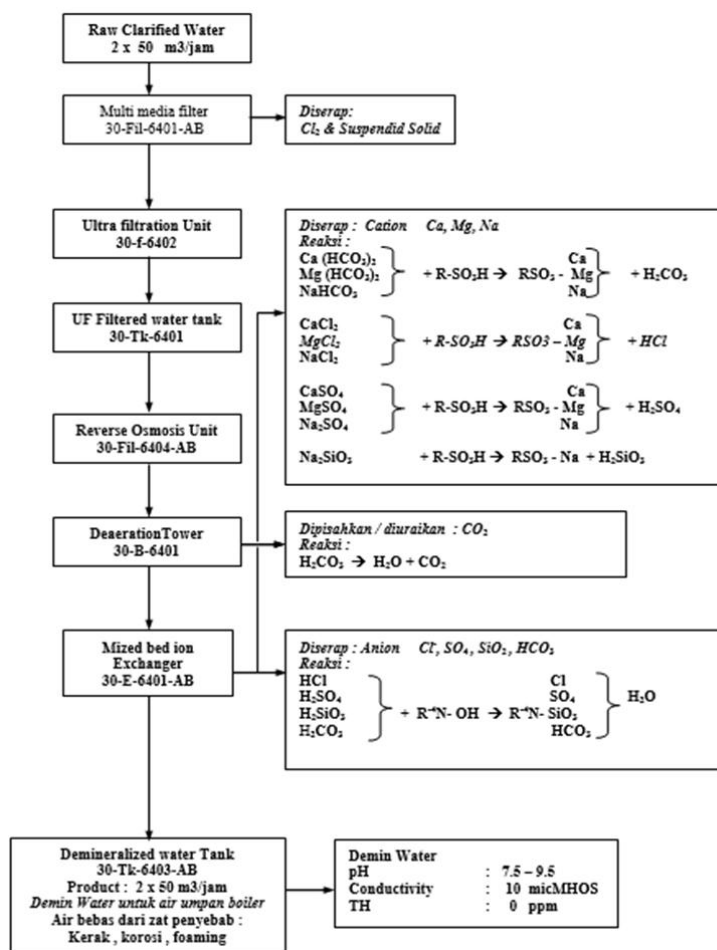 Raw Clarified Water
2 x 50 m3/jam
Multi media filter
30-Fil-6401-AB
Diserap:
Cl₂ & Suspendid Solid
Ultra filtration Unit
30-f-6402
UF Filtered water tank
30-Tk-6401
Reverse Osmosis Unit
30-Fil-6404-AB
DeaerationTower
30-B-6401
Mized bed ion
Exchanger
30-E-6401-AB
Diserap : Cation Ca, Mg, Na
Reaksi :
Ca (HCO₃)₂ Ca
Mg (HCO₃)₂ + R-SO₃H → RSO₃ - Mg + H₂CO₃
NaHCO₃ Na
CaCl₂ Ca
MgCl₂ + R-SO₃H → RSO3 – Mg + HCl
NaCl₂ Na
CaSO₄ Ca
MgSO₄ + R-SO₃H → RSO₃ - Mg + H₂SO₄
Na₂SO₄ Na
Na₂SiO₃ + R-SO₃H → RSO₃ - Na + H₂SiO₃
Dipisahkan / diuraikan : CO₂
Reaksi :
H₂CO₃ → H₂O + CO₂
Diserap : Anion Cl⁻, SO₄, SiO₂, HCO₃
Reaksi :
HCl Cl
H₂SO₄ SO₄ H₂O
H₂SiO₃ + R⁻⁴N- OH → R⁻⁴N- SiO₃
H₂CO₃ HCO₃
Demineralized water Tank
30-Tk-6403-AB
Product : 2 x 50 m3/jam
Demin Water untuk air umpan boiler
Air bebas dari zat penyebab :
Kerak , korosi , foaming
Demin Water
pH : 7.5 – 9.5
Conductivity : 10 micMHOS
TH : 0 ppm